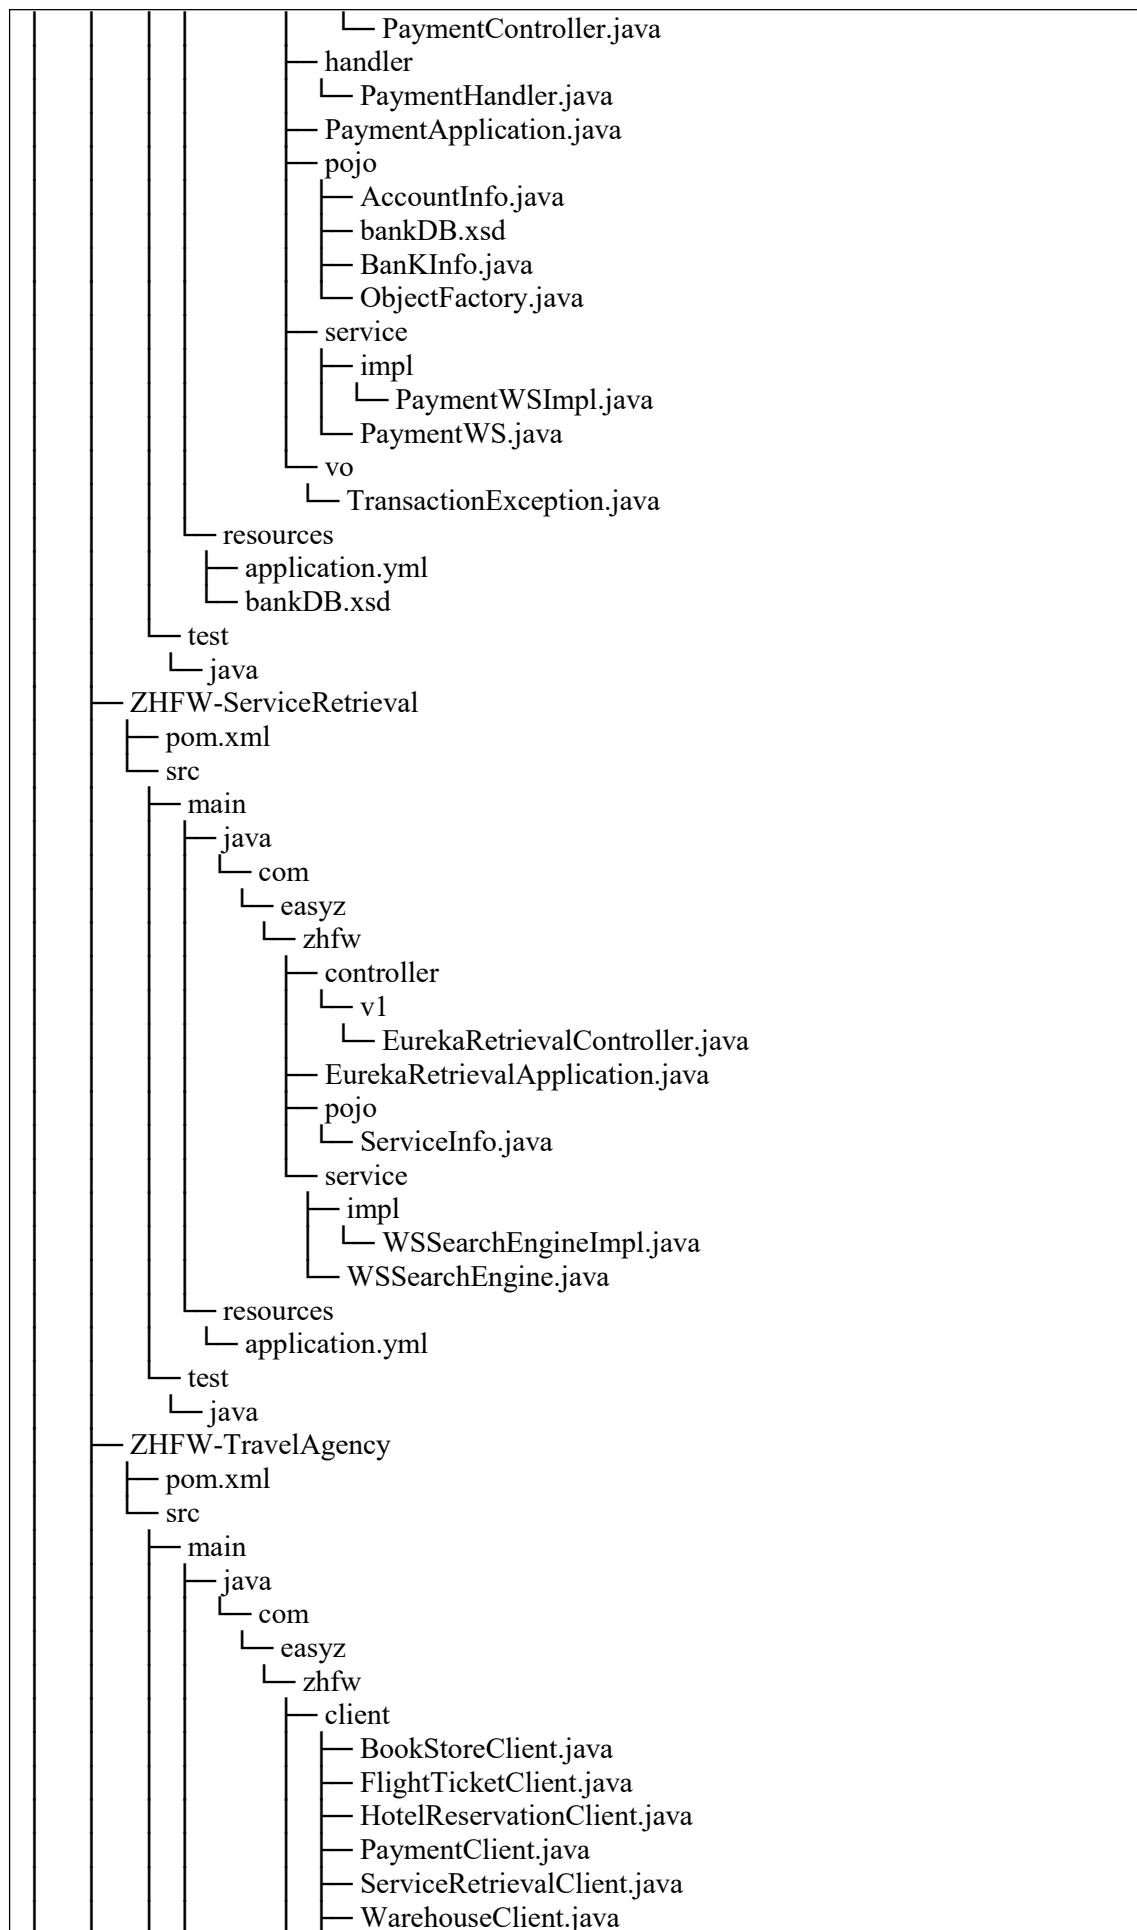 PaymentController.java
handler
PaymentHandler.java
PaymentApplication.java
pojo
AccountInfo.java
bankDB.xsd
BanKInfo.java
ObjectFactory.java
service
impl
PaymentWSImpl.java
PaymentWS.java
vo
TransactionException.java
resources
application.yml
bankDB.xsd
test
java
ZHFW-ServiceRetrieval
pom.xml
src
main
java
com
easyz
zhfw
controller
v1
EurekaRetrievalController.java
EurekaRetrievalApplication.java
pojo
ServiceInfo.java
service
impl
WSSearchEngineImpl.java
WSSearchEngine.java
resources
application.yml
test
java
ZHFW-TravelAgency
pom.xml
src
main
java
com
easyz
zhfw
client
BookStoreClient.java
FlightTicketClient.java
HotelReservationClient.java
PaymentClient.java
ServiceRetrievalClient.java
WarehouseClient.java